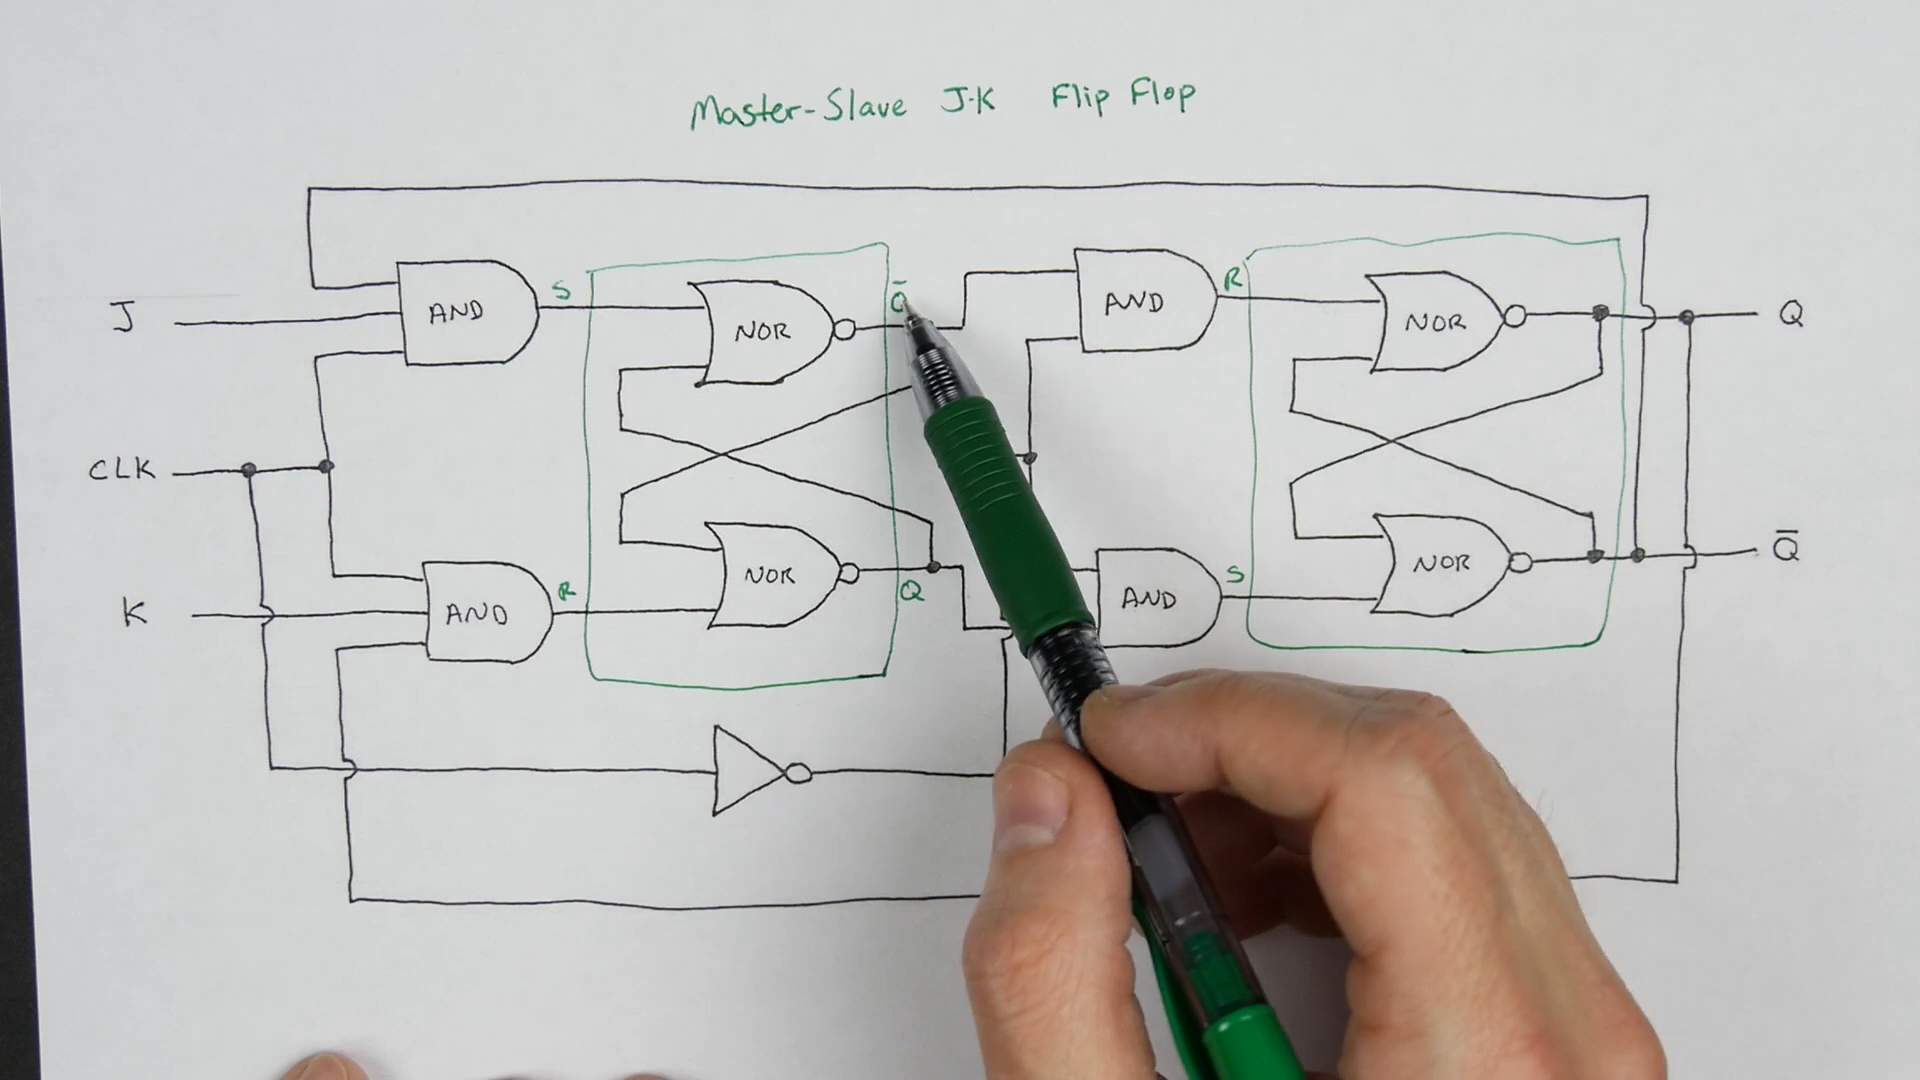 Master-Slave J-K Flip Flop
J
CLK
K
AND
AND
S
R
NOR
NOR
Q̅
Q
AND
AND
R
S
NOR
NOR
Q
Q̅